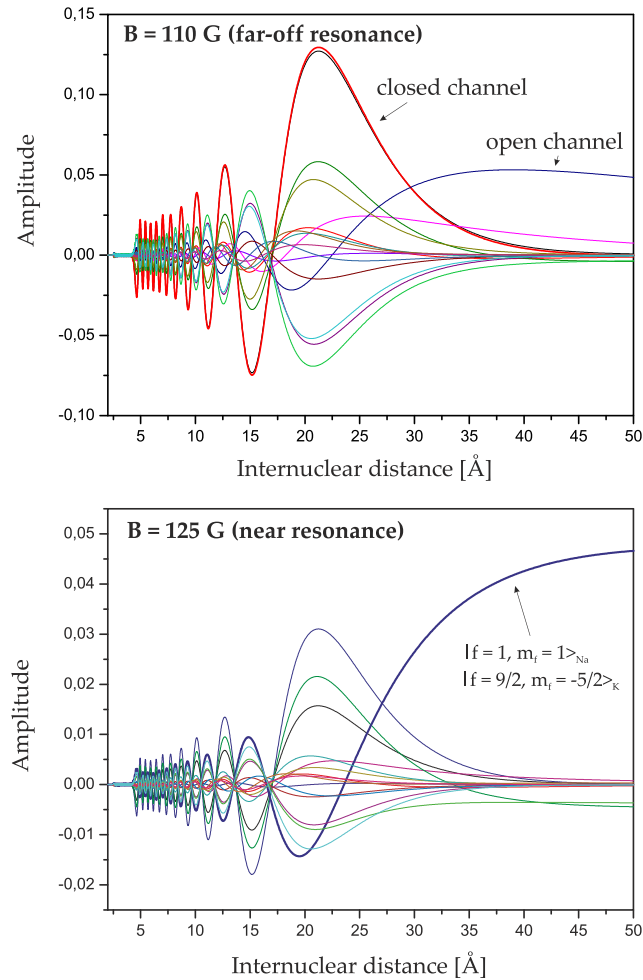 B = 110 G (far-off resonance)
closed channel
open channel
Amplitude
0,15
0,10
0,05
0,00
-0,05
-0,10
5 10 15 20 25 30 35 40 45 50
Internuclear distance [Å]
B = 125 G (near resonance)
|f = 1, m_f = 1>_Na
|f = 9/2, m_f = -5/2>_K
Amplitude
0,05
0,04
0,03
0,02
0,01
0,00
-0,01
-0,02
5 10 15 20 25 30 35 40 45 50
Internuclear distance [Å]